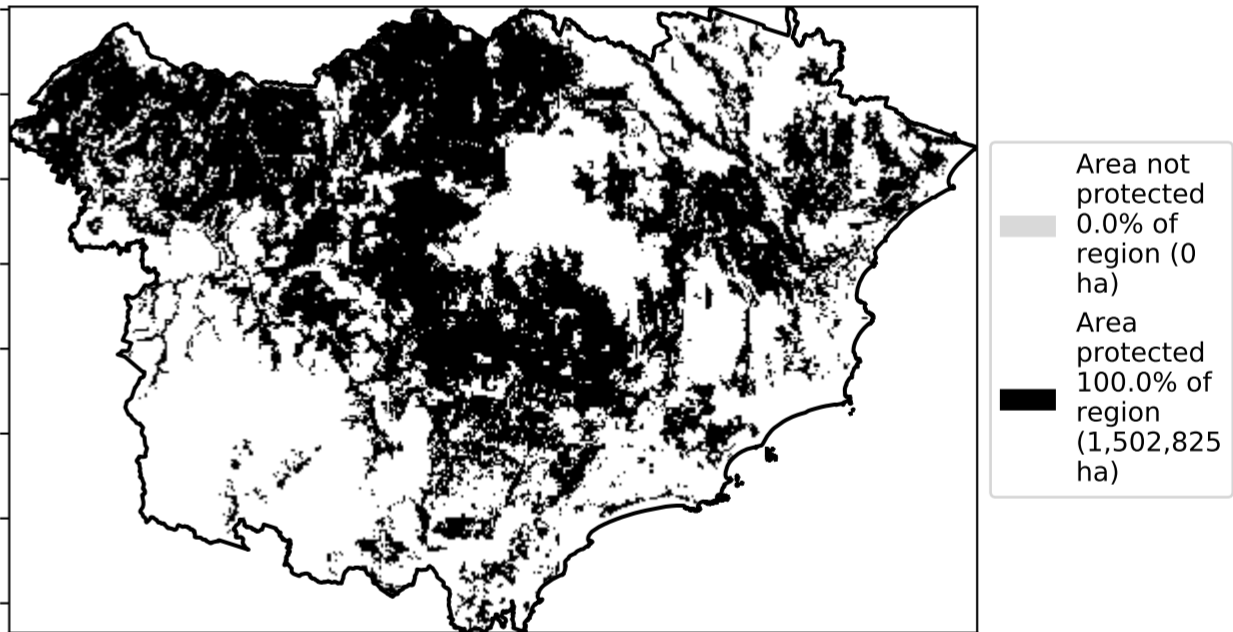 Area not
protected
0.0% of
region (0
ha)
Area
protected
100.0% of
region
(1,502,825
ha)